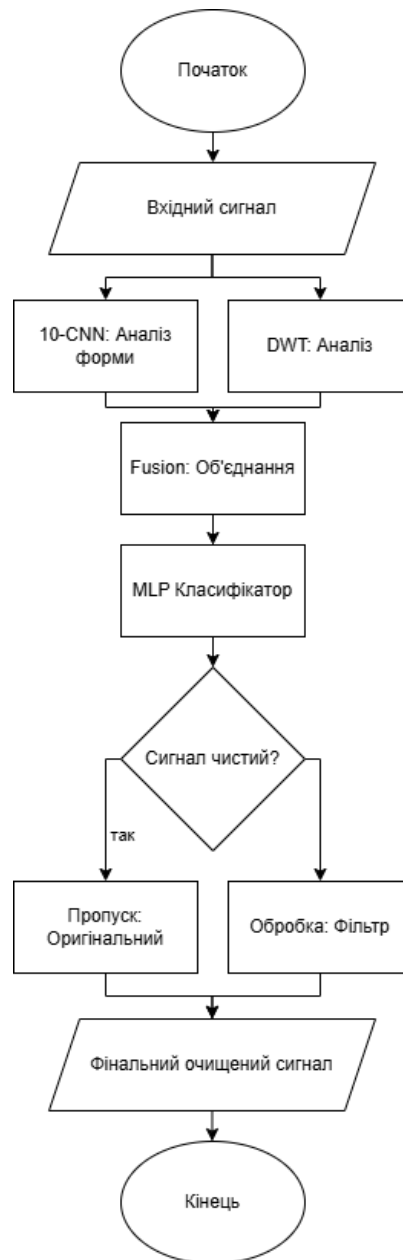 Початок
Вхідний сигнал
10-CNN: Аналіз
форми
DWT: Аналіз
Fusion: Об'єднання
MLP Класифікатор
Сигнал чистий?
так
Пропуск:
Оригінальний
Обробка: Фільтр
Фінальний очищений сигнал
Кінець